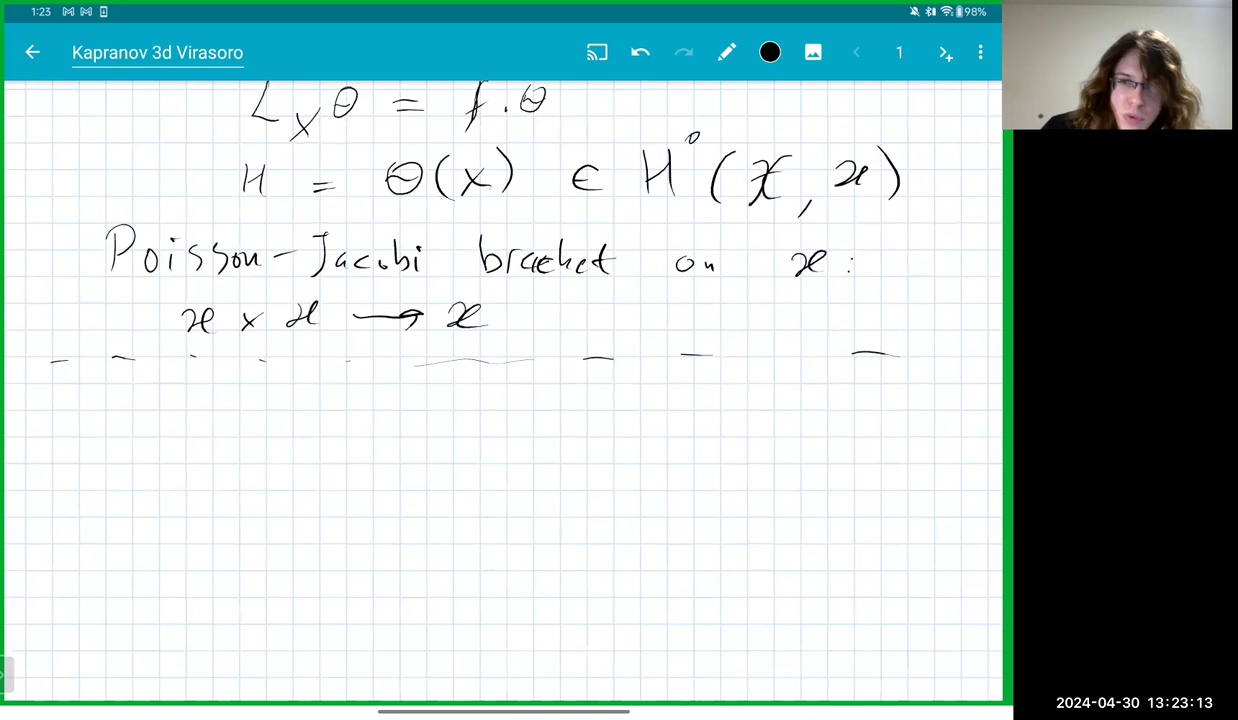 1:23 98%
Kapranov 3d Virasoro 1
L_X Θ = f . Θ
H = Θ(X) ∈ H⁰(𝒳, 𝓗)
Poisson-Jacobi bracket on 𝓗 :
𝓗 × 𝓗 → 𝓗
2024-04-30 13:23:13